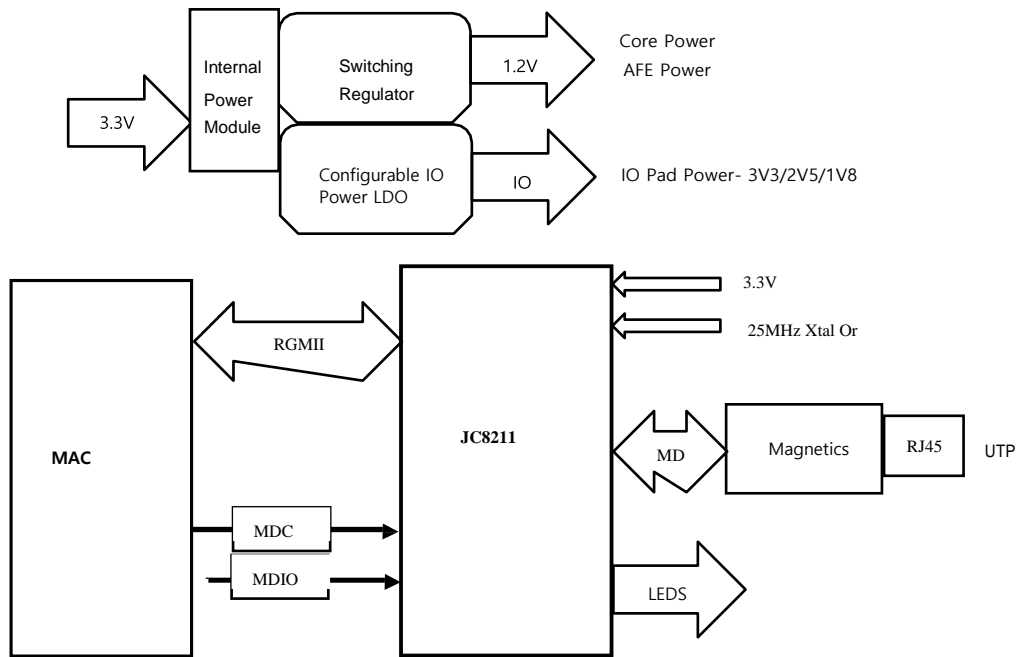 3.3V
Internal
Power
Module
Switching
Regulator
1.2V
Core Power
AFE Power
Configurable IO
Power LDO
IO
IO Pad Power- 3V3/2V5/1V8
MAC
RGMII
MDC
MDIO
JC8211
3.3V
25MHz Xtal Or
MD
Magnetics
RJ45
UTP
LEDS